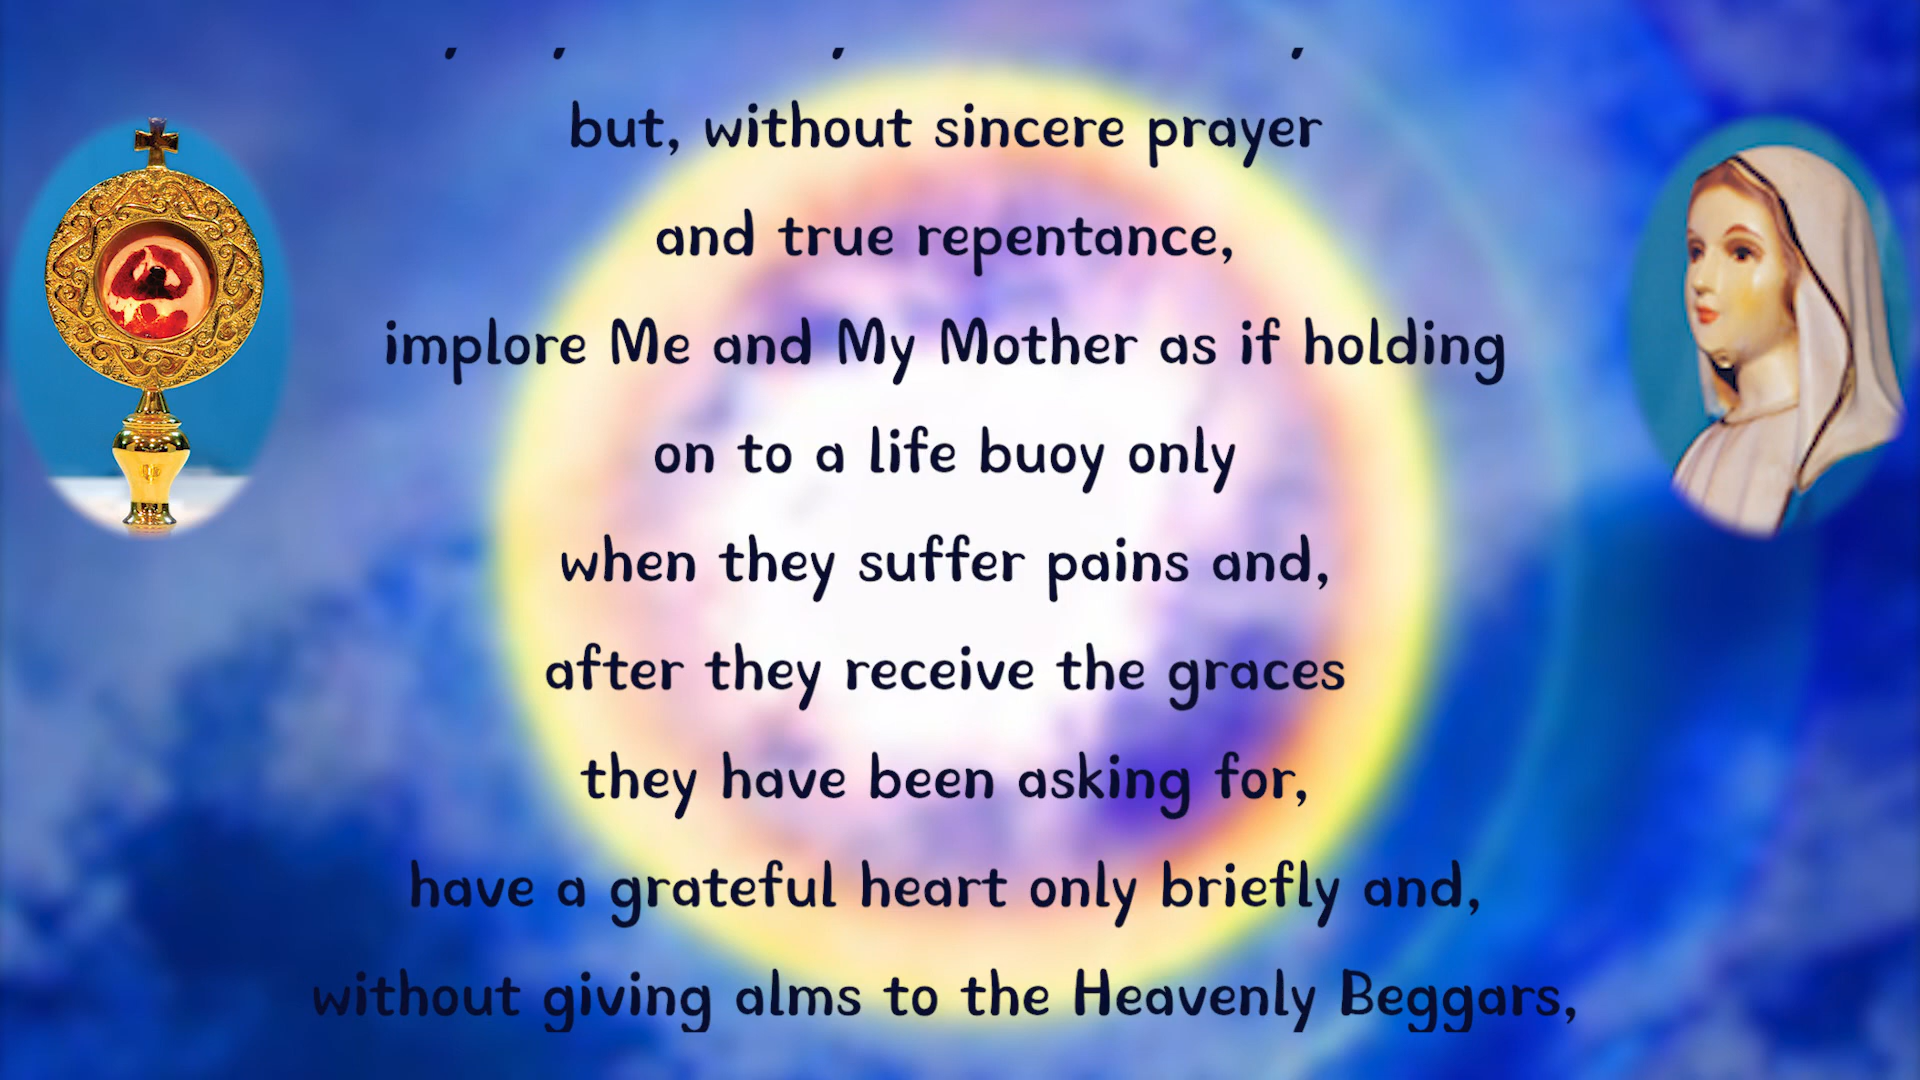 but, without sincere prayer
and true repentance,
implore Me and My Mother as if holding
on to a life buoy only
when they suffer pains and,
after they receive the graces
they have been asking for,
have a grateful heart only briefly and,
without giving alms to the Heavenly Beggars,